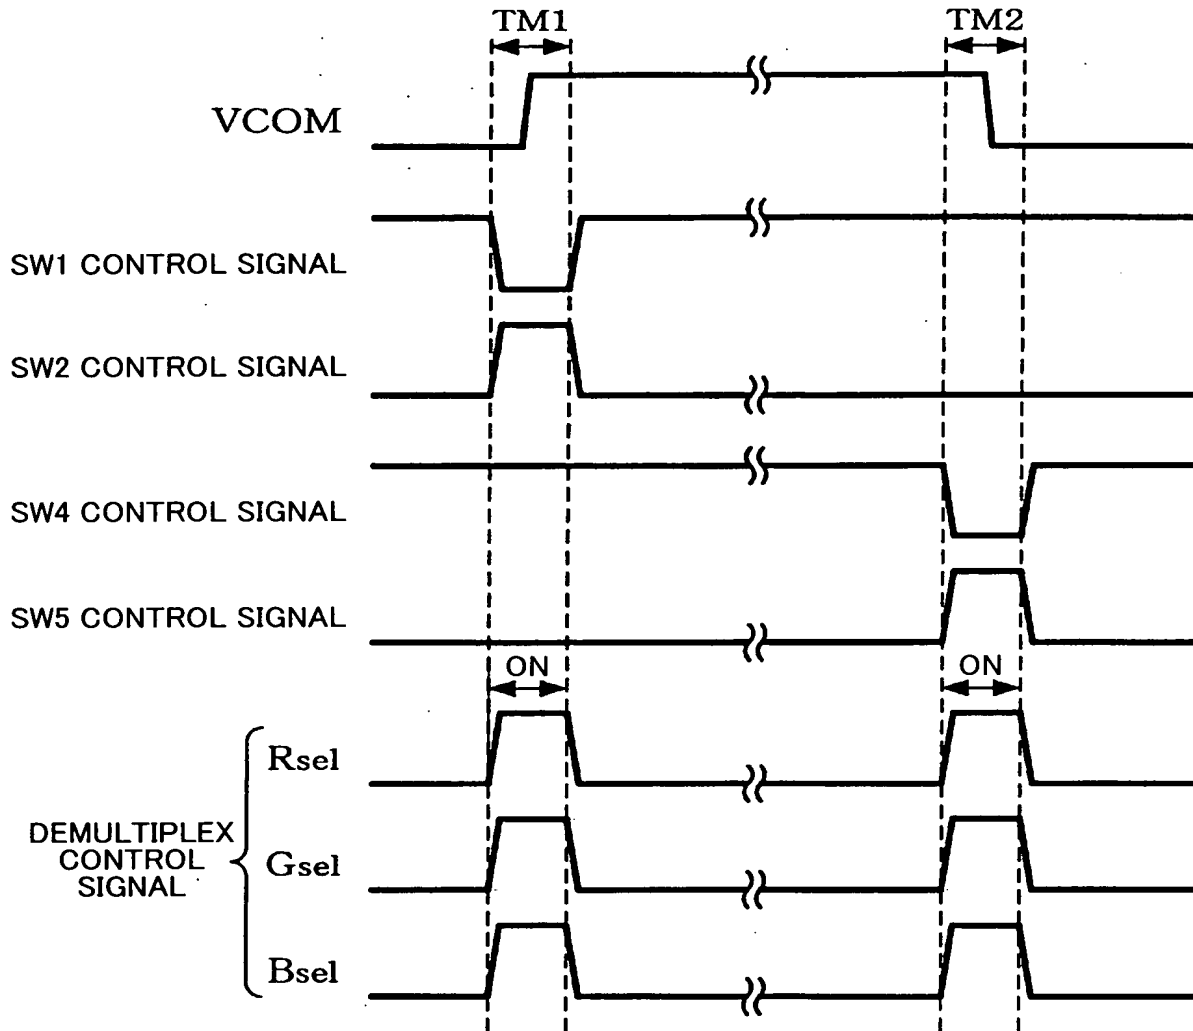 TM1 TM2
VCOM
SW1 CONTROL SIGNAL
SW2 CONTROL SIGNAL
SW4 CONTROL SIGNAL
SW5 CONTROL SIGNAL
ON ON
Rsel
DEMULTIPLEX
CONTROL
SIGNAL
Gsel
Bsel